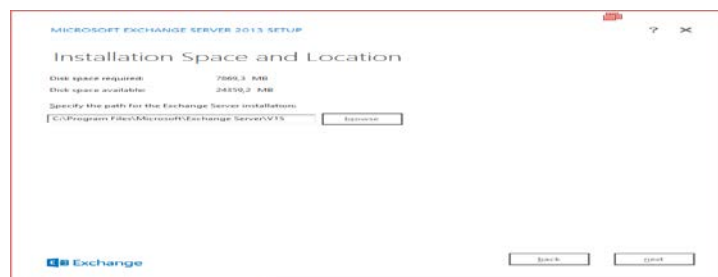 MICROSOFT EXCHANGE SERVER 2013 SETUP
? ×
Installation Space and Location
Disk space required: 7869,3 MB
Disk space available: 24359,2 MB
Specify the path for the Exchange Server installation:
C:\Program Files\Microsoft\Exchange Server\V15 browse
Exchange back next